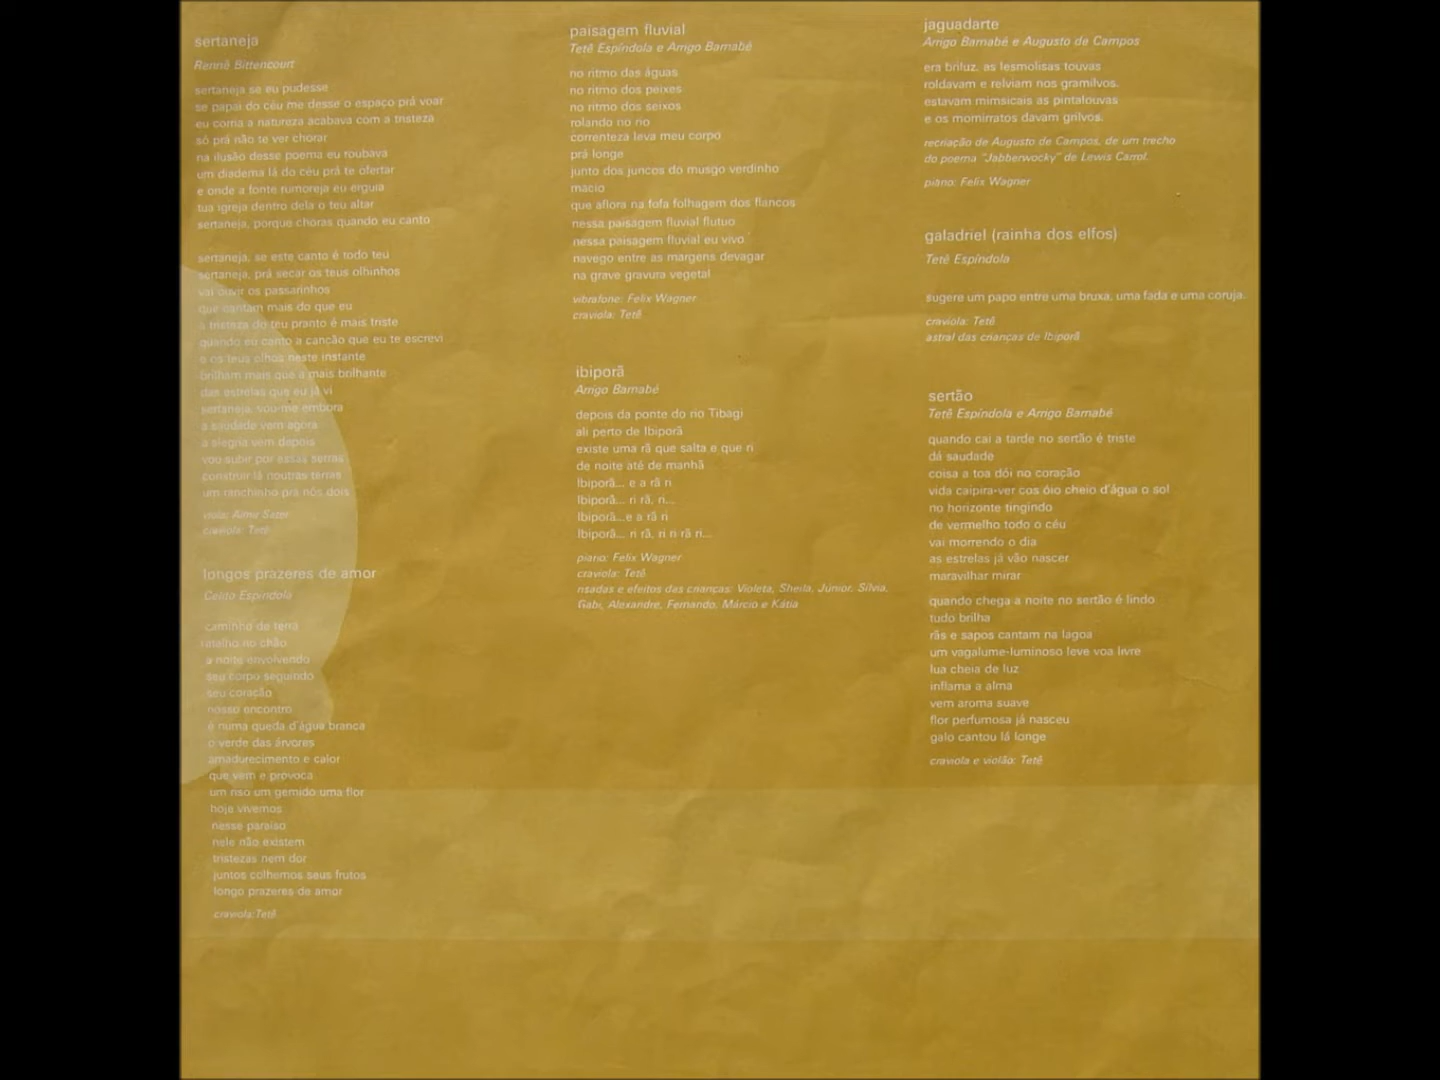 sertaneja
Rennê Bittencourt
sertaneja se eu pudesse
se papai do céu me desse o espaço prá voar
eu corria a natureza acabava com a tristeza
só prá não te ver chorar
na ilusão desse poema eu roubava
um diadema lá do céu prá te ofertar
e onde a fonte rumoreja eu erguia
tua igreja dentro dela o teu altar
sertaneja, porque choras quando eu canto
sertaneja, se este canto é todo teu
sertaneja, prá secar os teus olhinhos
vai ouvir os passarinhos
que cantam mais do que eu
a tristeza do teu pranto é mais triste
quando eu canto a canção que eu te escrevi
e os teus olhos neste instante
brilham mais que a mais brilhante
das estrelas que eu já vi
sertaneja, vou-me embora
a saudade vem agora
a alegria vem depois
vou subir por essas serras
construir lá noutras terras
um ranchinho prá nós dois
viola: Almir Sater
craviola: Tetê
longos prazeres de amor
Celito Espíndola
caminho de terra
no chão
a noite envolvendo
seu corpo seguindo
seu coração
nosso encontro
é numa queda d'água branca
o verde das árvores
amadurecimento e calor
que vem e provoca
um riso um gemido uma flor
hoje vivemos
nesse paraíso
nele não existem
tristezas nem dor
juntos colhemos seus frutos
longo prazeres de amor
craviola:Tetê
paisagem fluvial
Tetê Espíndola e Arrigo Barnabé
no ritmo das águas
no ritmo dos peixes
no ritmo dos seixos
rolando no rio
correnteza leva meu corpo
prá longe
junto dos juncos do musgo verdinho
macio
que aflora na fofa folhagem dos flancos
nessa paisagem fluvial flutuo
nessa paisagem fluvial eu vivo
navego entre as margens devagar
na grave gravura vegetal
vibrafone: Felix Wagner
craviola: Tetê
ibiporã
Arrigo Barnabé
depois da ponte do rio Tibagi
ali perto de Ibiporã
existe uma rã que salta e que ri
de noite até de manhã
Ibiporã... e a rã ri
Ibiporã... ri rã, ri...
Ibiporã...e a rã ri
Ibiporã... ri rã, ri ri rã ri...
piano: Felix Wagner
craviola: Tetê
risadas e efeitos das crianças: Violeta, Sheila, Júnior, Sílvia,
Gabi, Alexandre, Fernando, Márcio e Kátia
jaguadarte
Arrigo Barnabé e Augusto de Campos
era briluz. as lesmolisas touvas
roldavam e relviam nos gramilvos.
estavam mimsicais as pintalouvas
e os momirratos davam grilvos.
recriação de Augusto de Campos, de um trecho
do poema "Jabberwocky" de Lewis Carrol.
piano: Felix Wagner
galadriel (rainha dos elfos)
Tetê Espíndola
sugere um papo entre uma bruxa, uma fada e uma coruja.
craviola: Tetê
astral das crianças de Ibiporã
sertão
Tetê Espíndola e Arrigo Barnabé
quando cai a tarde no sertão é triste
dá saudade
coisa a toa dói no coração
vida caipira-ver cos óio cheio d'água o sol
no horizonte tingindo
de vermelho todo o céu
vai morrendo o dia
as estrelas já vão nascer
maravilhar mirar
quando chega a noite no sertão é lindo
tudo brilha
rãs e sapos cantam na lagoa
um vagalume-luminoso leve voa livre
lua cheia de luz
inflama a alma
vem aroma suave
flor perfumosa já nasceu
galo cantou lá longe
craviola e violão: Tetê